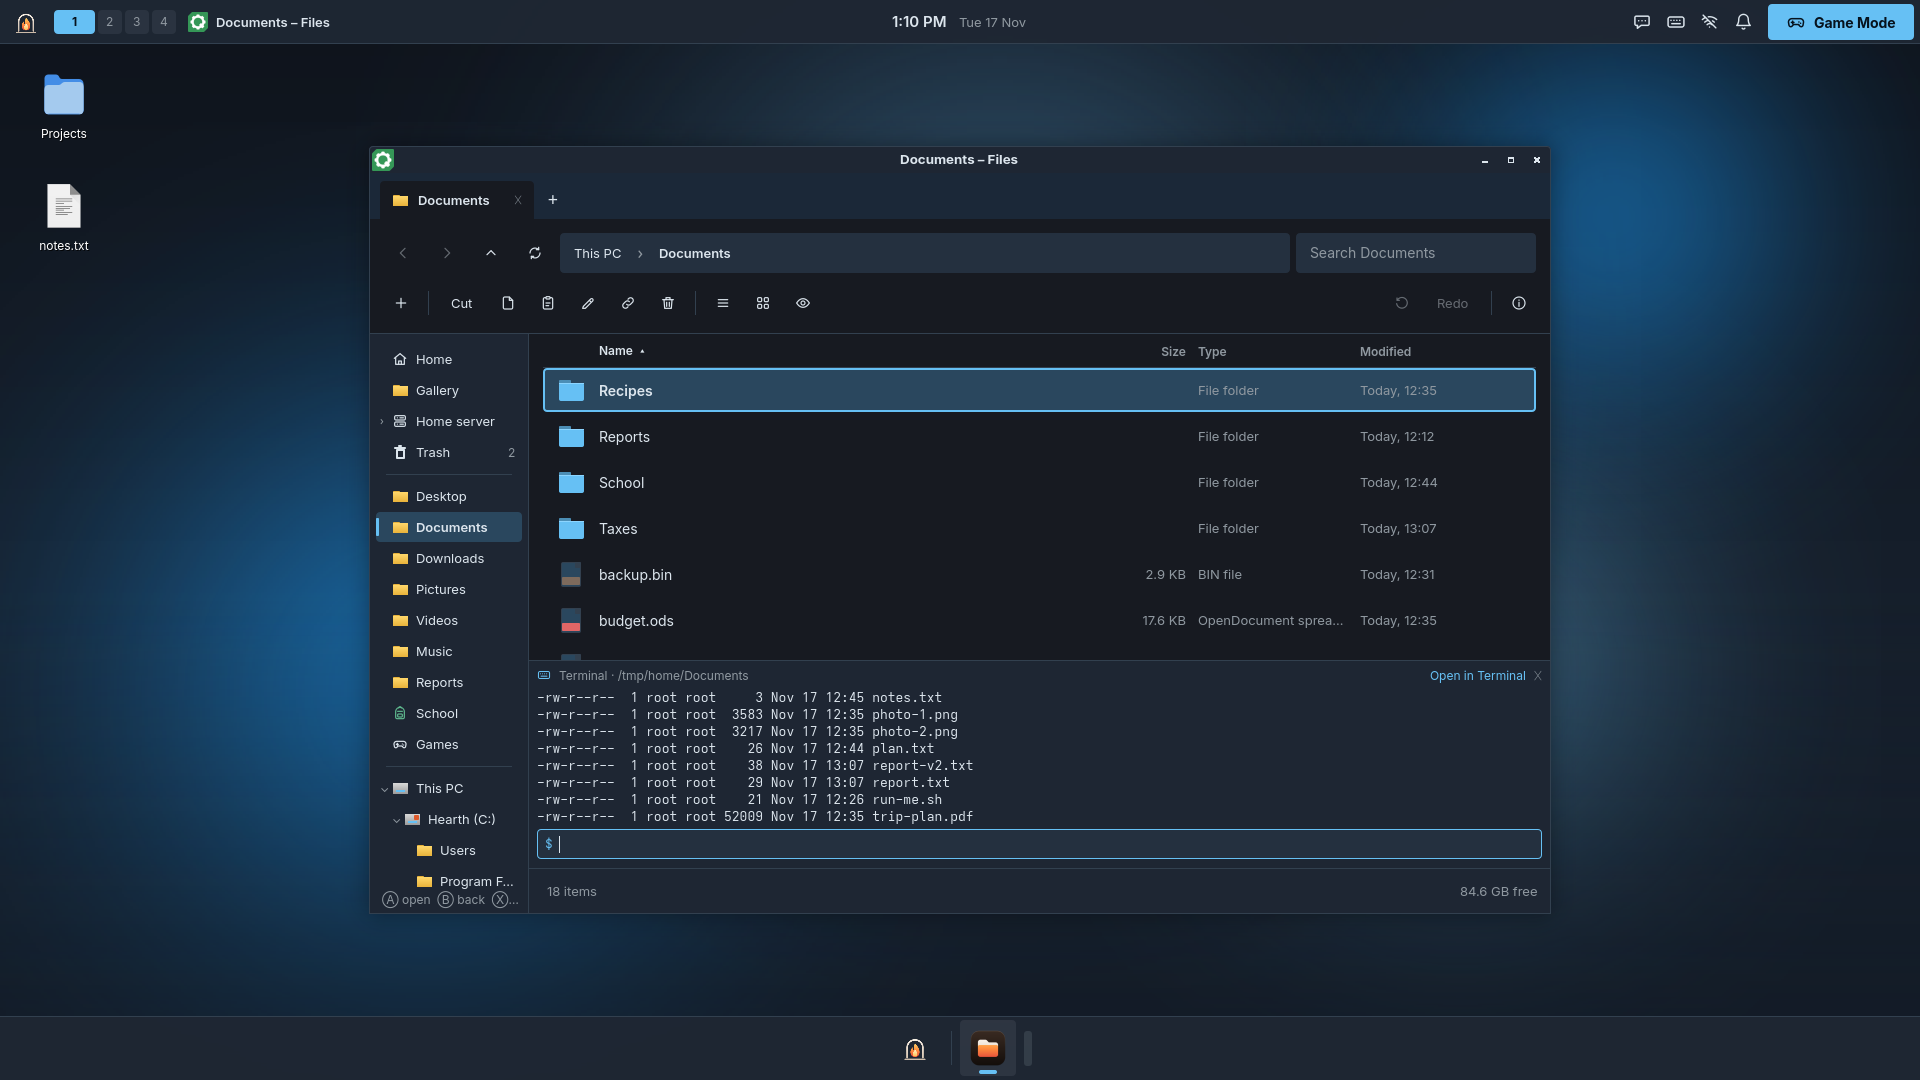 1 2 3 4 Documents – Files 1:10 PM Tue 17 Nov Game Mode
Projects
notes.txt
Documents – Files
Documents X +
This PC › Documents Search Documents
Cut Redo
Home
Gallery
Home server
Trash 2
Desktop
Documents
Downloads
Pictures
Videos
Music
Reports
School
Games
This PC
Hearth (C:)
Users
Program F...
A open B back X...
Name Size Type Modified
Recipes File folder Today, 12:35
Reports File folder Today, 12:12
School File folder Today, 12:44
Taxes File folder Today, 13:07
backup.bin 2.9 KB BIN file Today, 12:31
budget.ods 17.6 KB OpenDocument sprea... Today, 12:35
Terminal · /tmp/home/Documents Open in Terminal X
-rw-r--r-- 1 root root 3 Nov 17 12:45 notes.txt
-rw-r--r-- 1 root root 3583 Nov 17 12:35 photo-1.png
-rw-r--r-- 1 root root 3217 Nov 17 12:35 photo-2.png
-rw-r--r-- 1 root root 26 Nov 17 12:44 plan.txt
-rw-r--r-- 1 root root 38 Nov 17 13:07 report-v2.txt
-rw-r--r-- 1 root root 29 Nov 17 13:07 report.txt
-rw-r--r-- 1 root root 21 Nov 17 12:26 run-me.sh
-rw-r--r-- 1 root root 52009 Nov 17 12:35 trip-plan.pdf
$
18 items 84.6 GB free